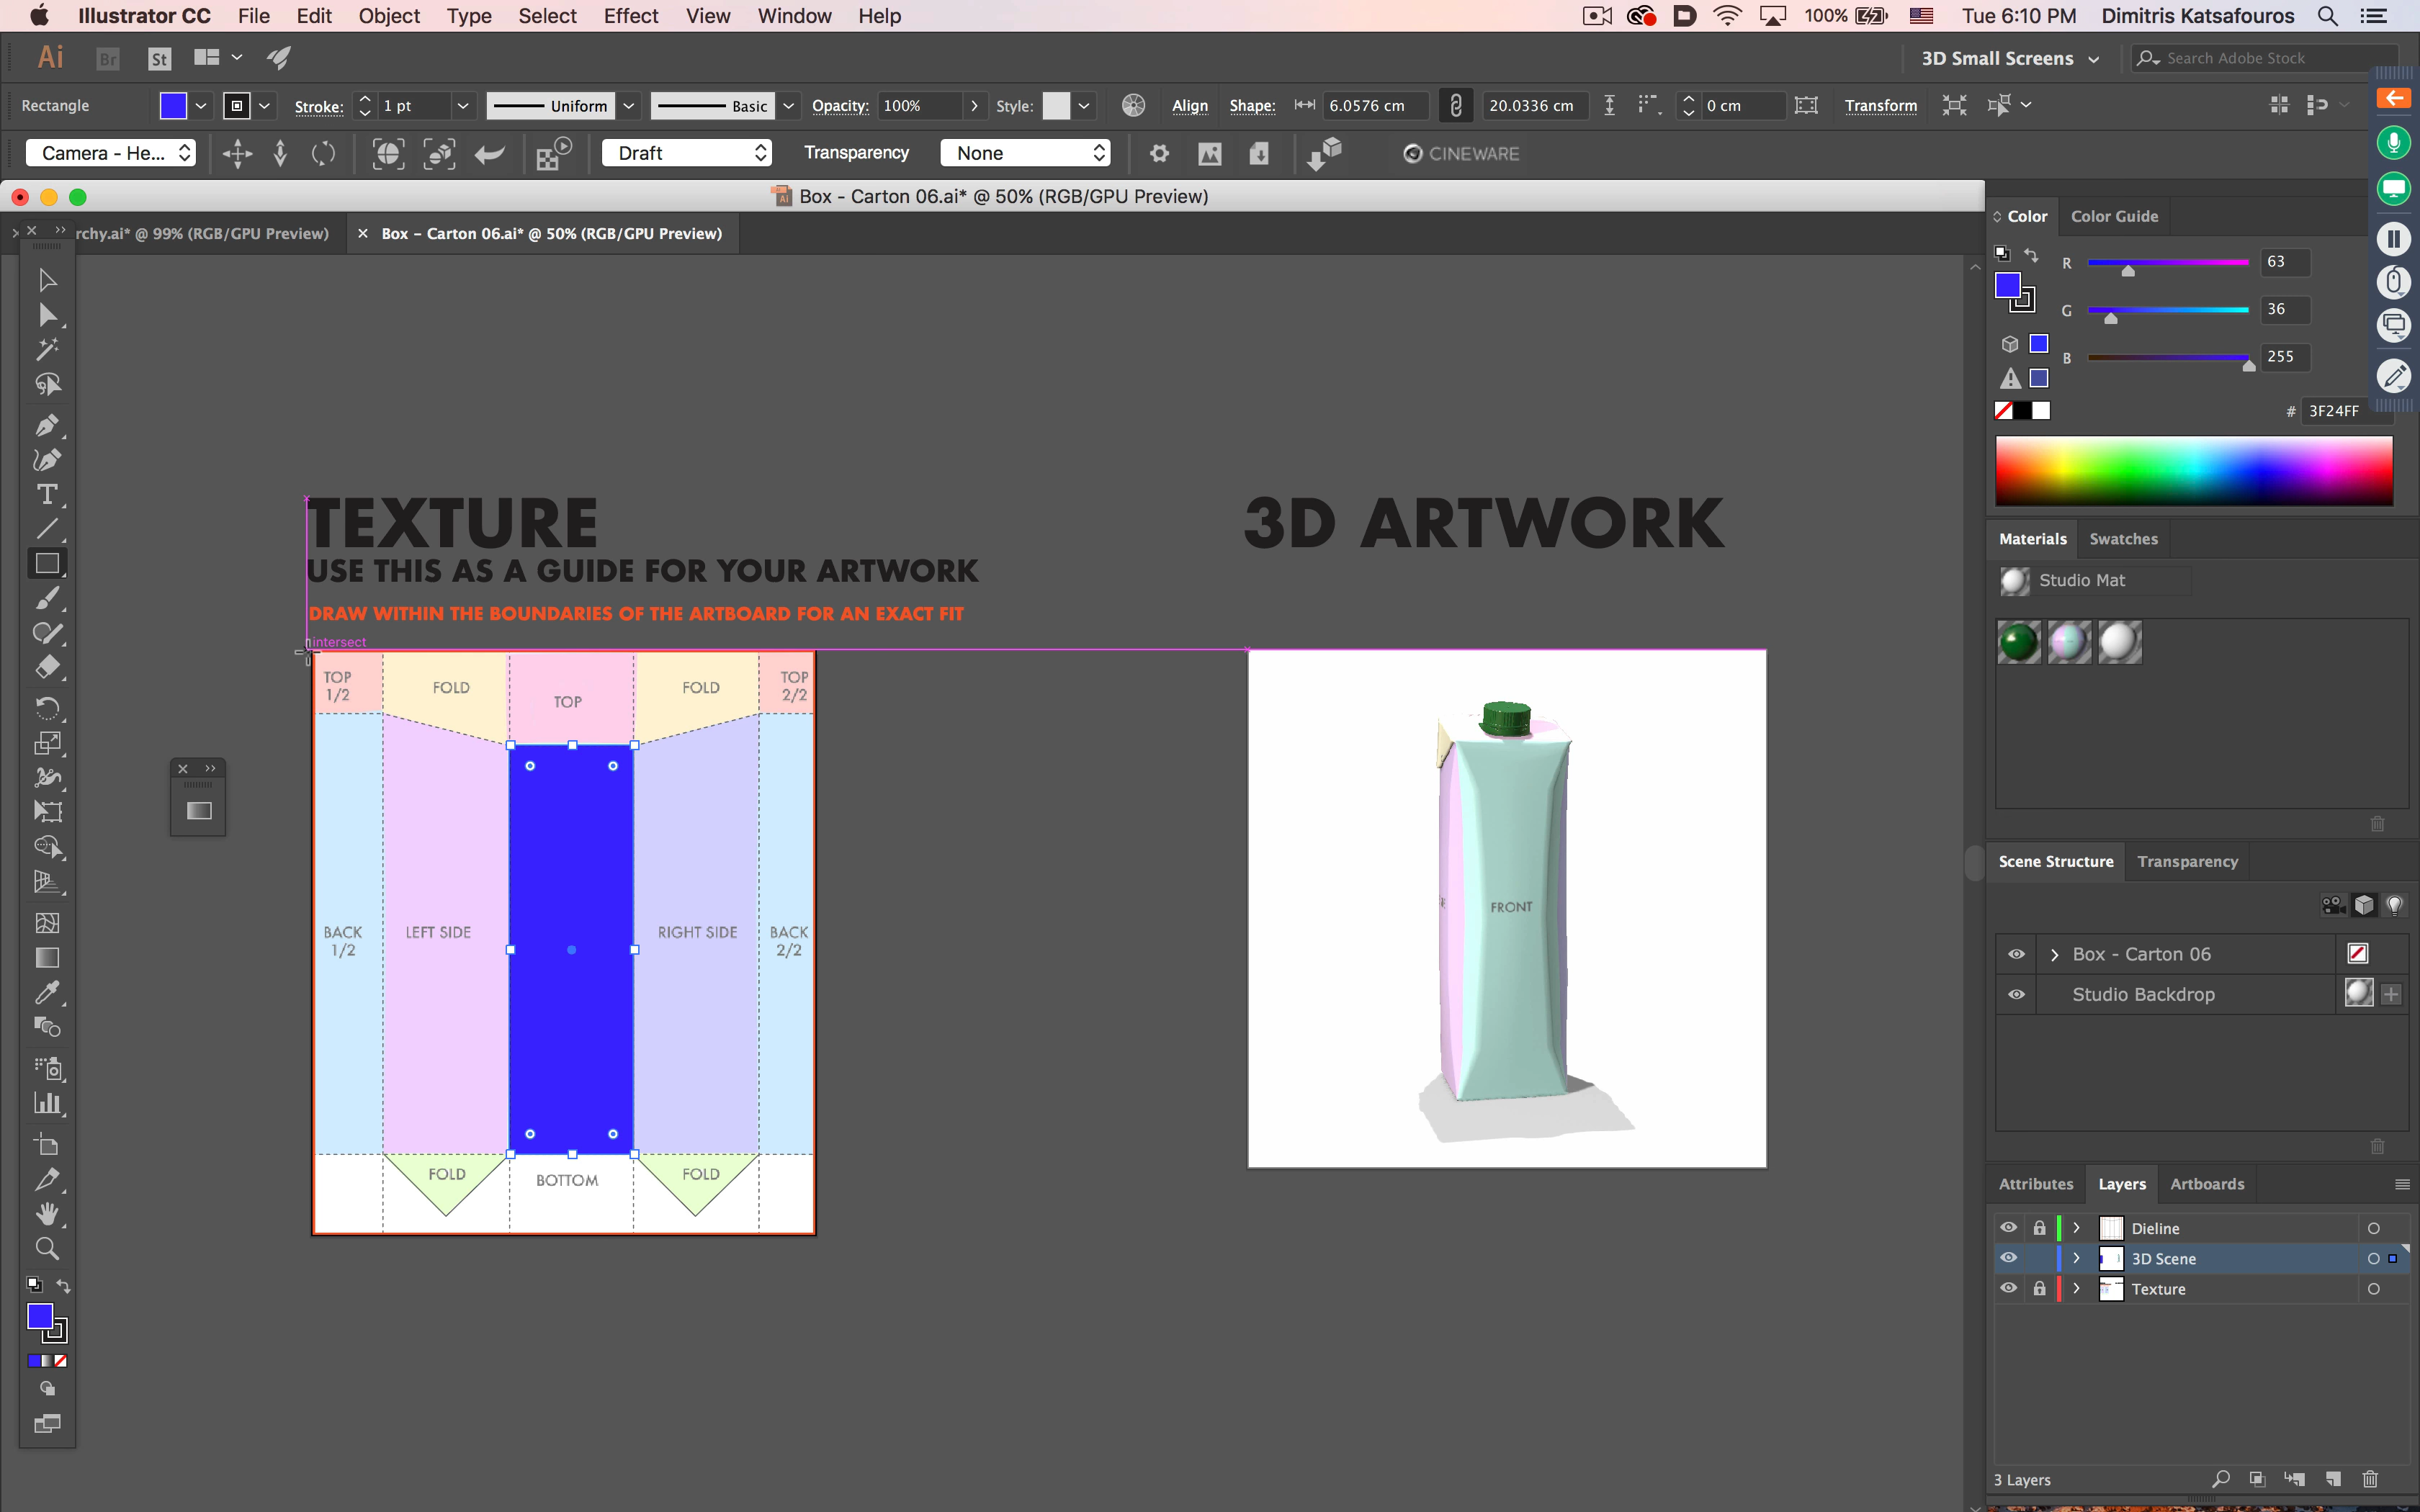 Illustrator CC File Edit Object Type Select Effect View Window Help 100% Tue 6:10 PM Dimitris Katsafouros
Ai Br St 3D Small Screens Search Adobe Stock
Rectangle Stroke: 1 pt Uniform Basic Opacity: 100% Style: Align Shape: 6.0576 cm 20.0336 cm 0 cm Transform
Camera - He... Draft Transparency None CINEWARE
Box - Carton 06.ai* @ 50% (RGB/GPU Preview)
rchy.ai* @ 99% (RGB/GPU Preview) Box - Carton 06.ai* @ 50% (RGB/GPU Preview)
Color Color Guide
R 63
G 36
B 255
# 3F24FF
TEXTURE
USE THIS AS A GUIDE FOR YOUR ARTWORK
DRAW WITHIN THE BOUNDARIES OF THE ARTBOARD FOR AN EXACT FIT
intersect
3D ARTWORK
TOP
1/2
FOLD
TOP
FOLD
TOP
2/2
BACK
1/2
LEFT SIDE
RIGHT SIDE
BACK
2/2
FOLD
BOTTOM
FOLD
FRONT
Materials Swatches
Studio Mat
Scene Structure Transparency
Box - Carton 06
Studio Backdrop
Attributes Layers Artboards
Dieline
3D Scene
Texture
3 Layers